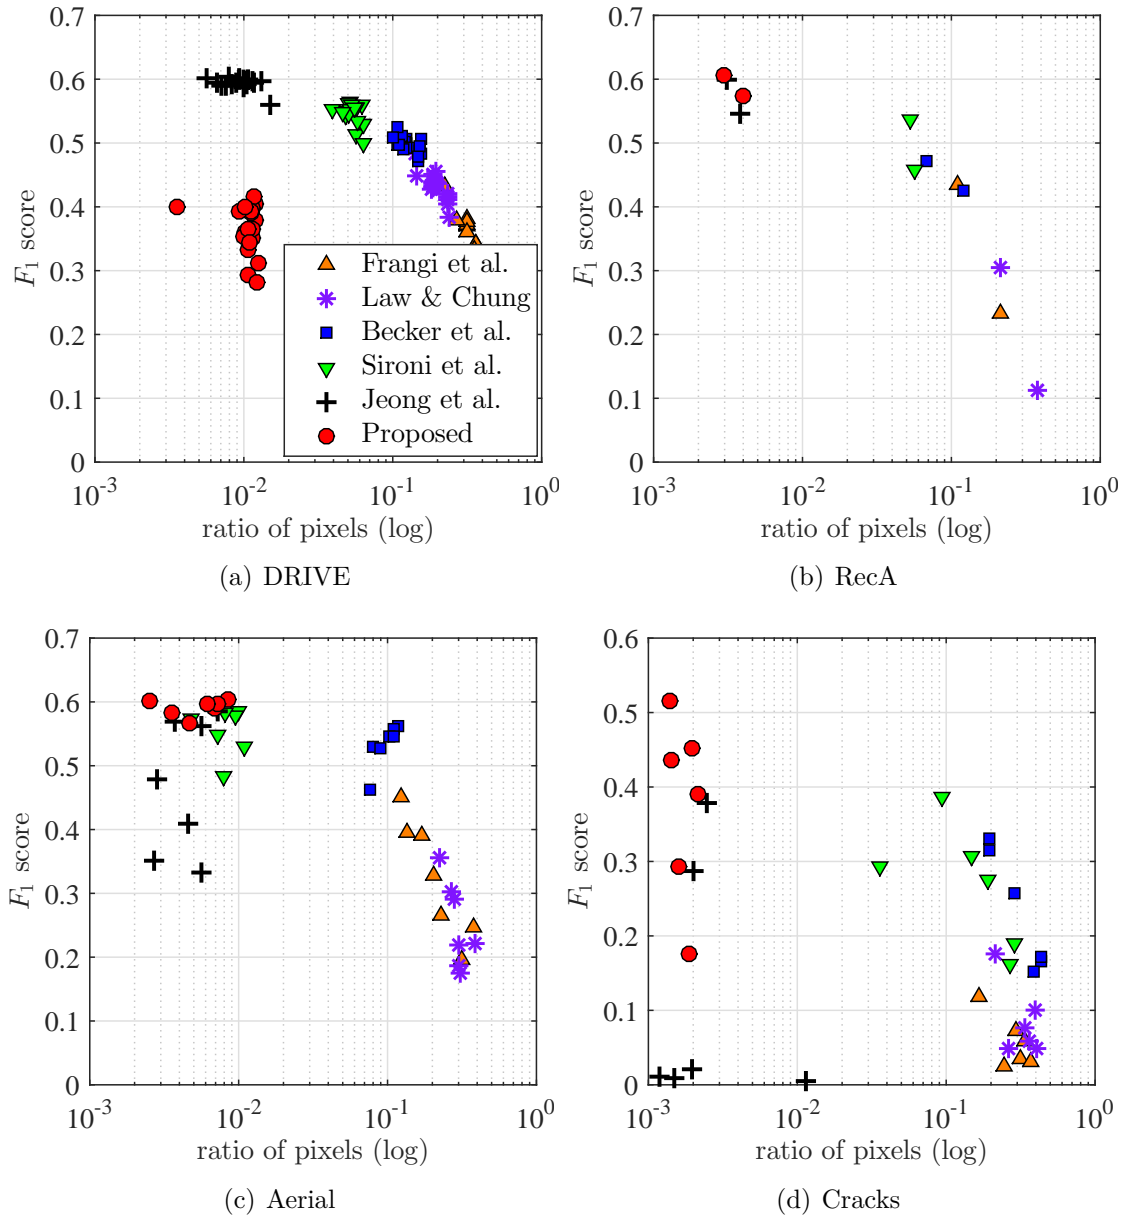 0.7
0.6
0.5
0.4
0.3
0.2
0.1
0
F₁ score
10⁻³
10⁻²
10⁻¹
10⁰
ratio of pixels (log)
Frangi et al.
Law & Chung
Becker et al.
Sironi et al.
Jeong et al.
Proposed
(a) DRIVE
0.7
0.6
0.5
0.4
0.3
0.2
0.1
0
F₁ score
10⁻³
10⁻²
10⁻¹
10⁰
ratio of pixels (log)
(b) RecA
0.7
0.6
0.5
0.4
0.3
0.2
0.1
0
F₁ score
10⁻³
10⁻²
10⁻¹
10⁰
ratio of pixels (log)
(c) Aerial
0.6
0.5
0.4
0.3
0.2
0.1
0
F₁ score
10⁻³
10⁻²
10⁻¹
10⁰
ratio of pixels (log)
(d) Cracks